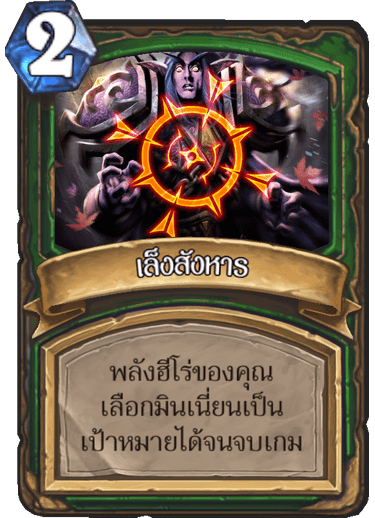 2
เล็งสังหาร
พลังฮีโร่ของคุณ
เลือกมินเนี่ยนเป็น
เป้าหมายได้จนจบเกม